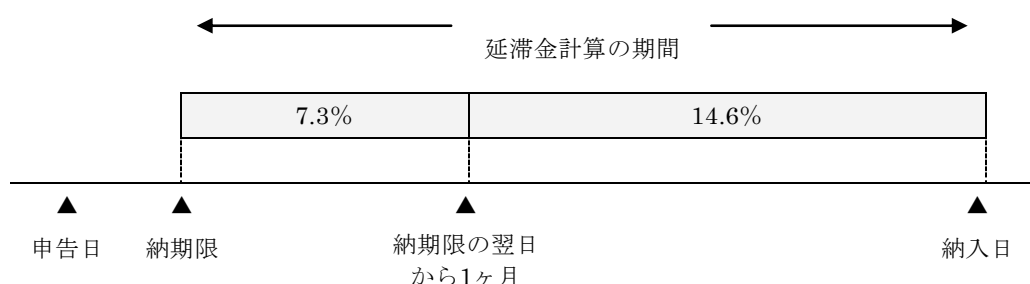 延滞金計算の期間
7.3%
14.6%
申告日
納期限
納期限の翌日
から1ヶ月
納入日